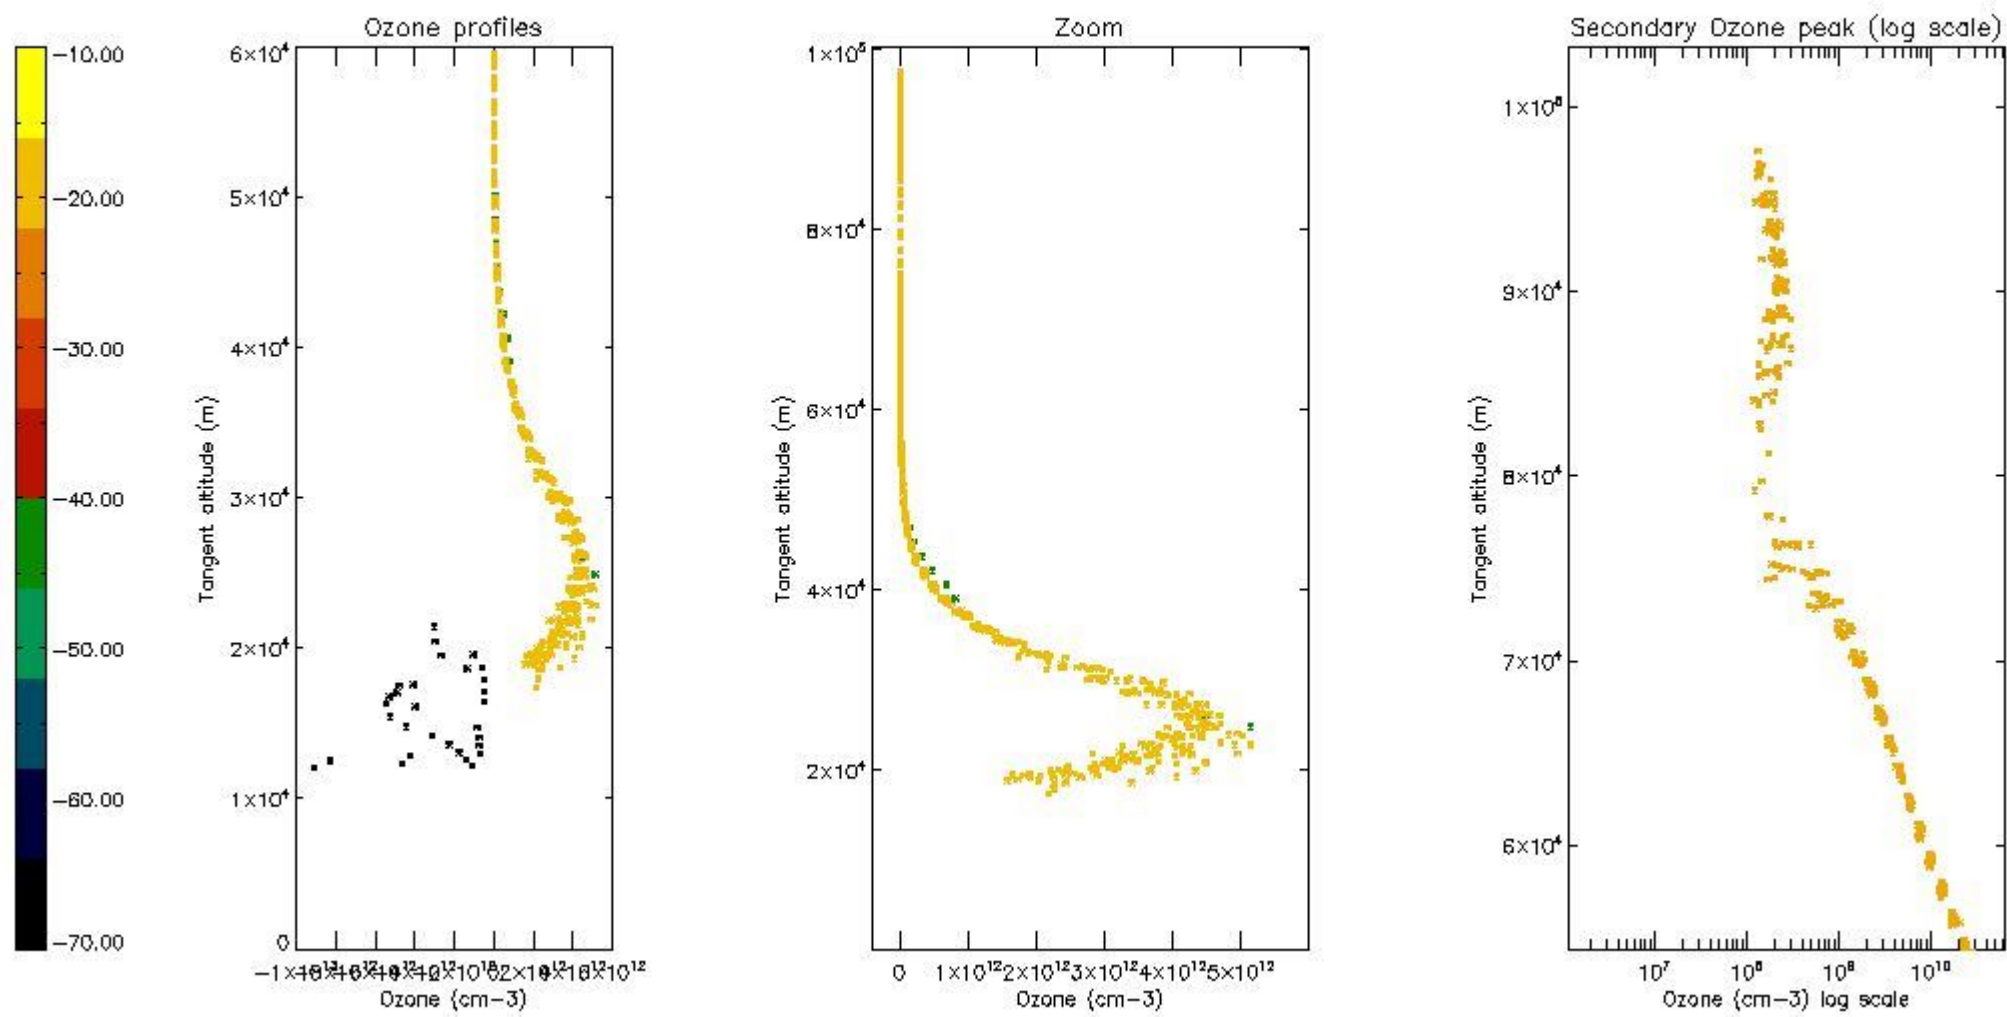 Ozone profiles
Zoom
Secondary Ozone peak (log scale)
-10.00
-20.00
-30.00
-40.00
-50.00
-60.00
-70.00
6×10⁴
5×10⁴
4×10⁴
3×10⁴
2×10⁴
1×10⁴
0
Tangent altitude (m)
Ozone (cm-3)
1×10⁵
8×10⁴
6×10⁴
4×10⁴
2×10⁴
Tangent altitude (m)
0 1×10¹² 2×10¹² 3×10¹² 4×10¹² 5×10¹²
Ozone (cm-3)
9×10⁴
8×10⁴
7×10⁴
6×10⁴
Tangent altitude (m)
10⁷ 10⁸ 10⁹ 10¹⁰
Ozone (cm-3) log scale